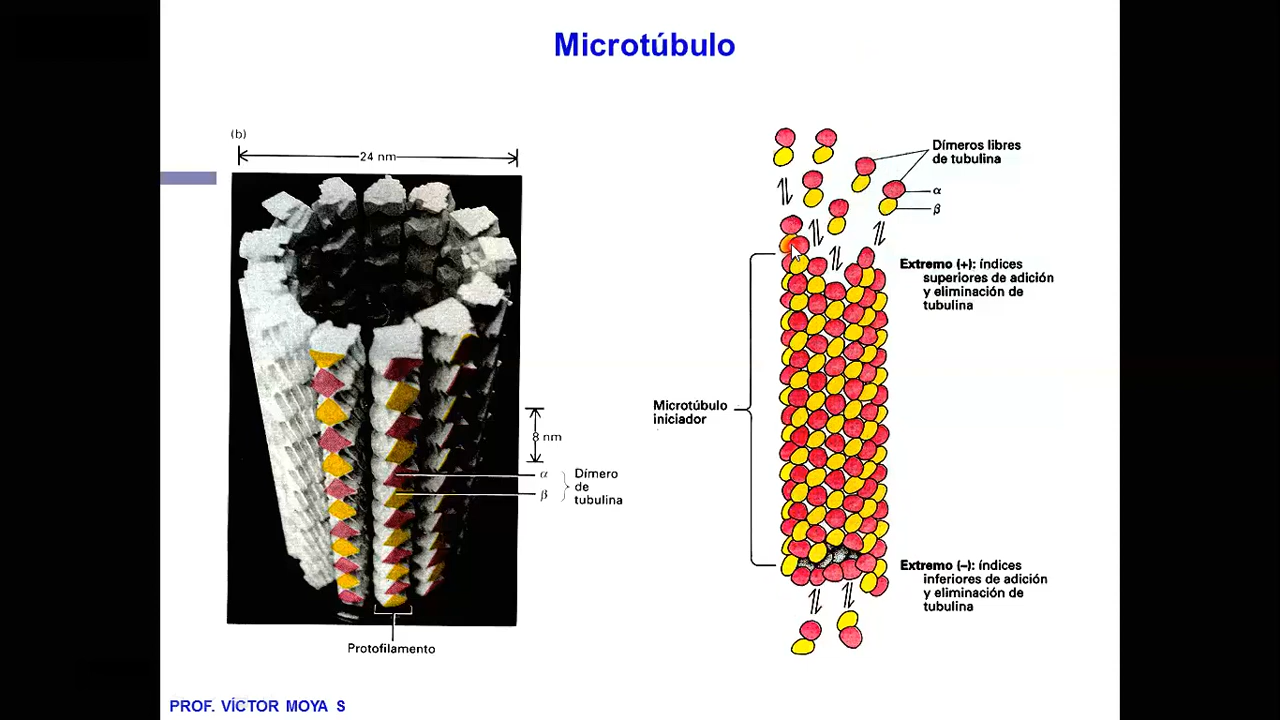 Microtúbulo
(b)
24 nm
8 nm
α
β
Dímero
de
tubulina
Protofilamento
Dímeros libres
de tubulina
α
β
Extremo (+): índices
superiores de adición
y eliminación de
tubulina
Microtúbulo
iniciador
Extremo (–): índices
inferiores de adición
y eliminación de
tubulina
PROF. VÍCTOR MOYA S